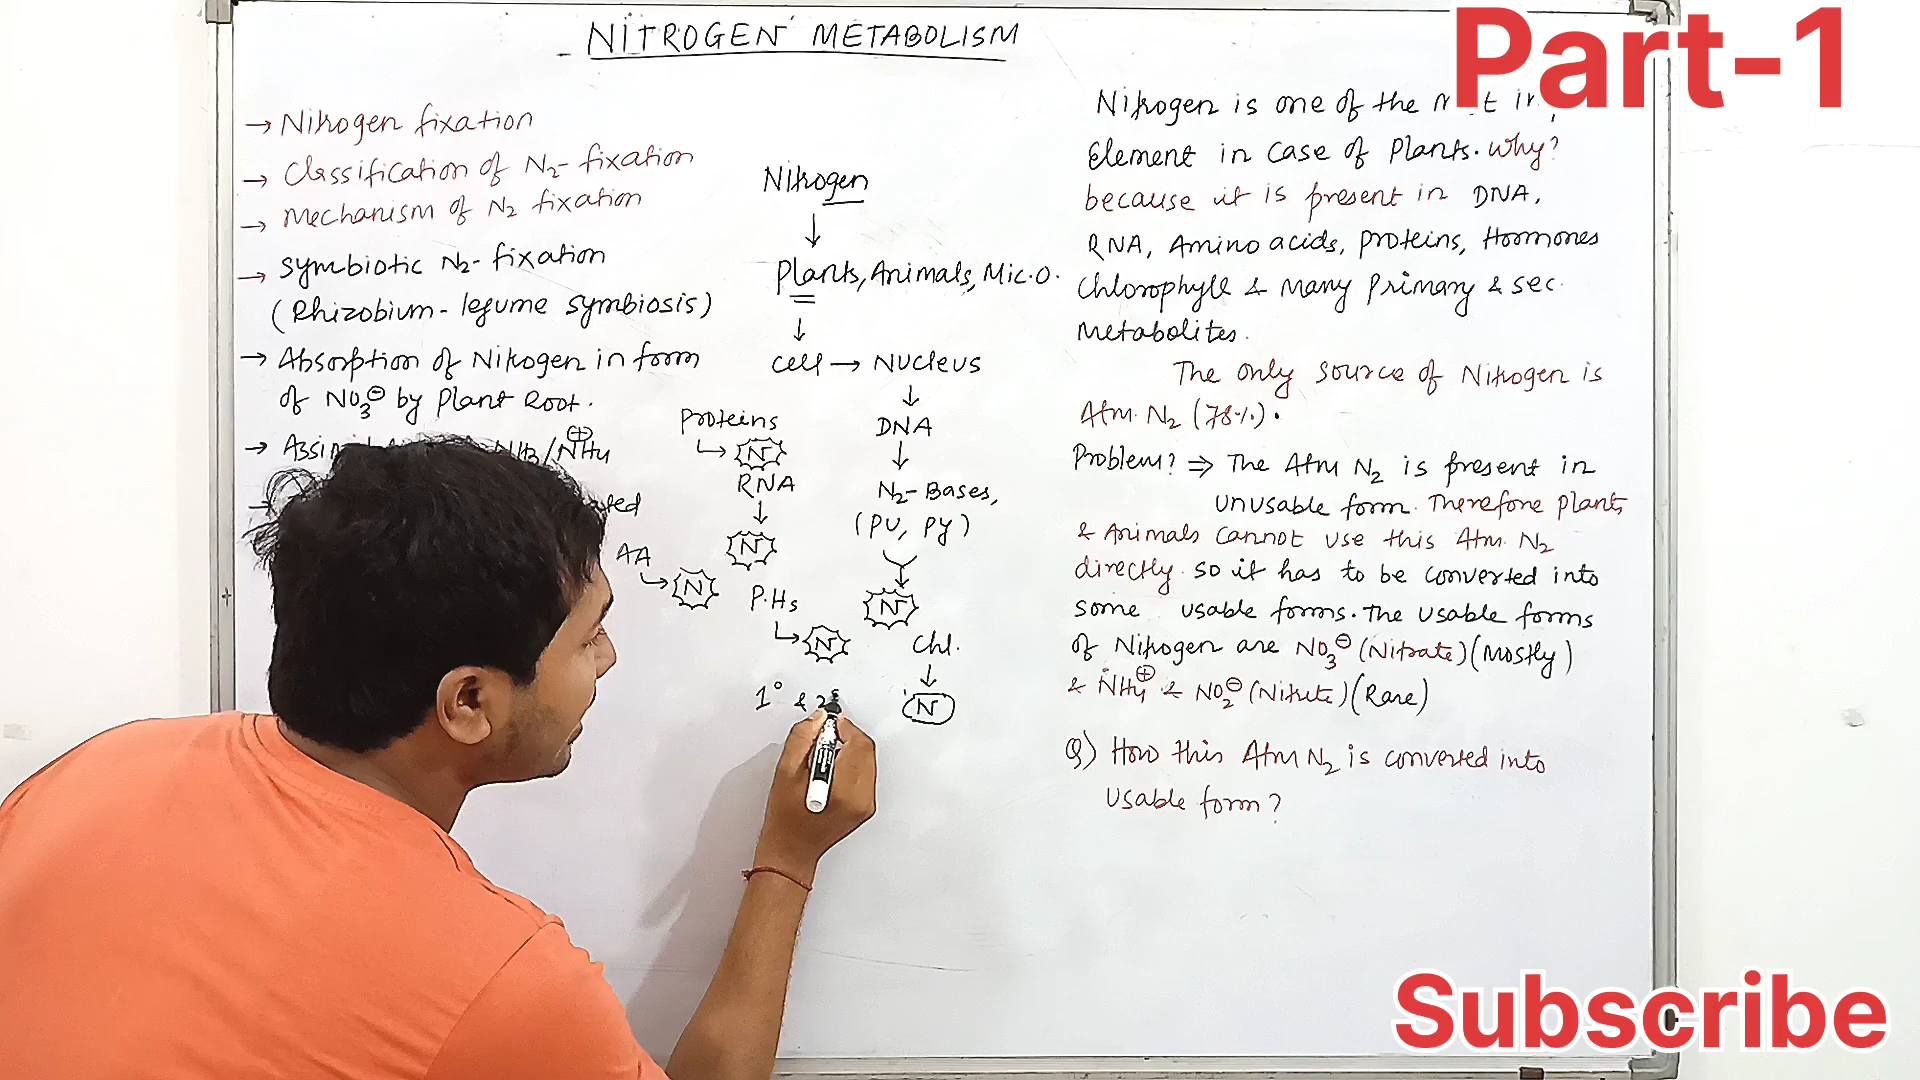 NITROGEN METABOLISM
Part-1
→ Nitrogen fixation
→ Classification of N₂-fixation
→ Mechanism of N₂ fixation
→ Symbiotic N₂-fixation
(Rhizobium-legume symbiosis)
→ Absorption of Nitrogen in form
of NO₃⊖ by Plant Root.
→ NH₃/NH₄⊕
Nitrogen
↓
Plants, Animals, Mic.O.
↓
Cell → Nucleus
↓
DNA
↓
N₂-Bases,
(PU, PY)
N
Proteins
N
RNA
↓
N
AA
N
P.Hs
N
Chl.
↓
N
1° & 2°
Nitrogen is one of the
Element in case of Plants. Why?
because it is present in DNA,
RNA, Amino acids, Proteins, Hormones
Chlorophyll & Many Primary & sec.
Metabolites.
The only source of Nitrogen is
Atm. N₂ (78%).
Problem? ⇒ The Atm N₂ is present in
Unusable form. Therefore plants
& Animals cannot use this Atm. N₂
directly. So it has to be converted into
some usable forms. The usable forms
of Nitrogen are NO₃⊖ (Nitrate) (Mostly)
& NH₄⊕ & NO₂⊖ (Nitrite) (Rare)
Q) How this Atm N₂ is converted into
Usable form?
Subscribe